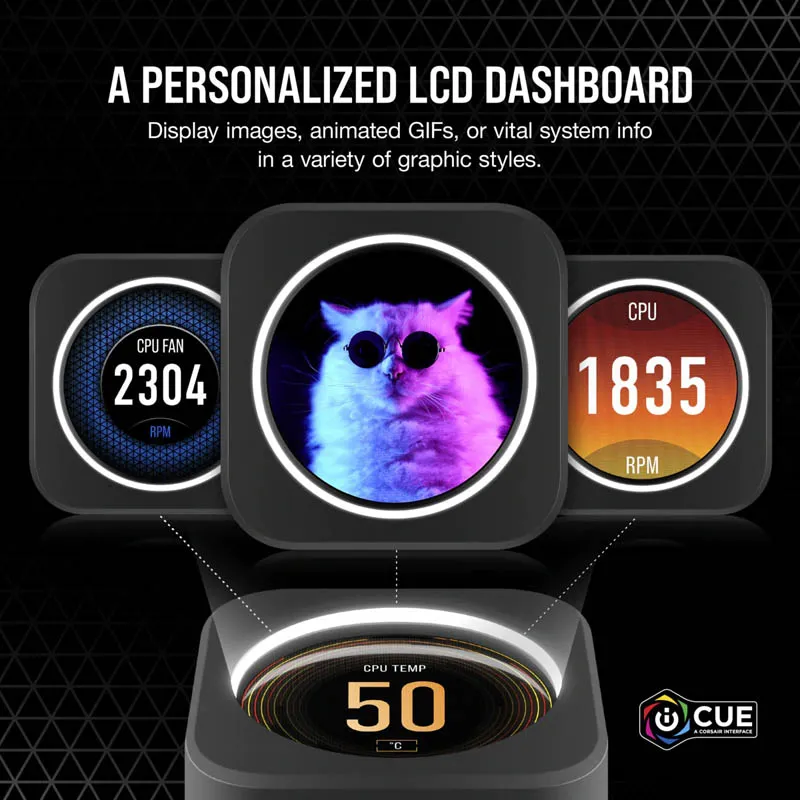 A PERSONALIZED LCD DASHBOARD
Display images, animated GIFs, or vital system info
in a variety of graphic styles.
CPU FAN
2304
RPM
CPU
1835
RPM
CPU TEMP
50
°C
iCUE
A CORSAIR INTERFACE